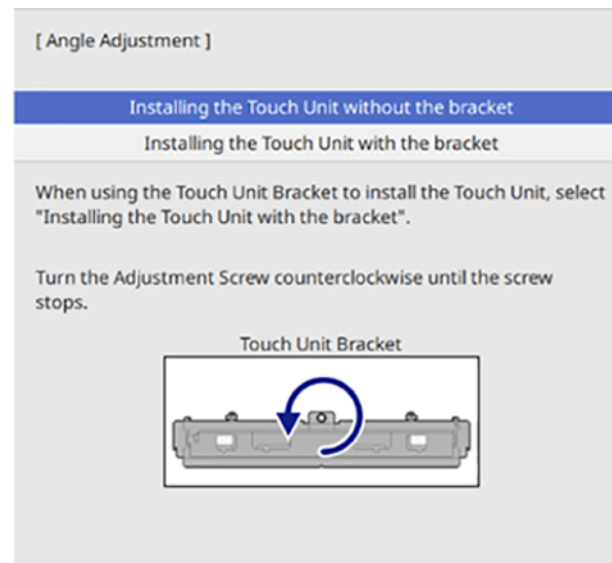 [ Angle Adjustment ]
Installing the Touch Unit without the bracket
Installing the Touch Unit with the bracket
When using the Touch Unit Bracket to install the Touch Unit, select
"Installing the Touch Unit with the bracket".
Turn the Adjustment Screw counterclockwise until the screw
stops.
Touch Unit Bracket